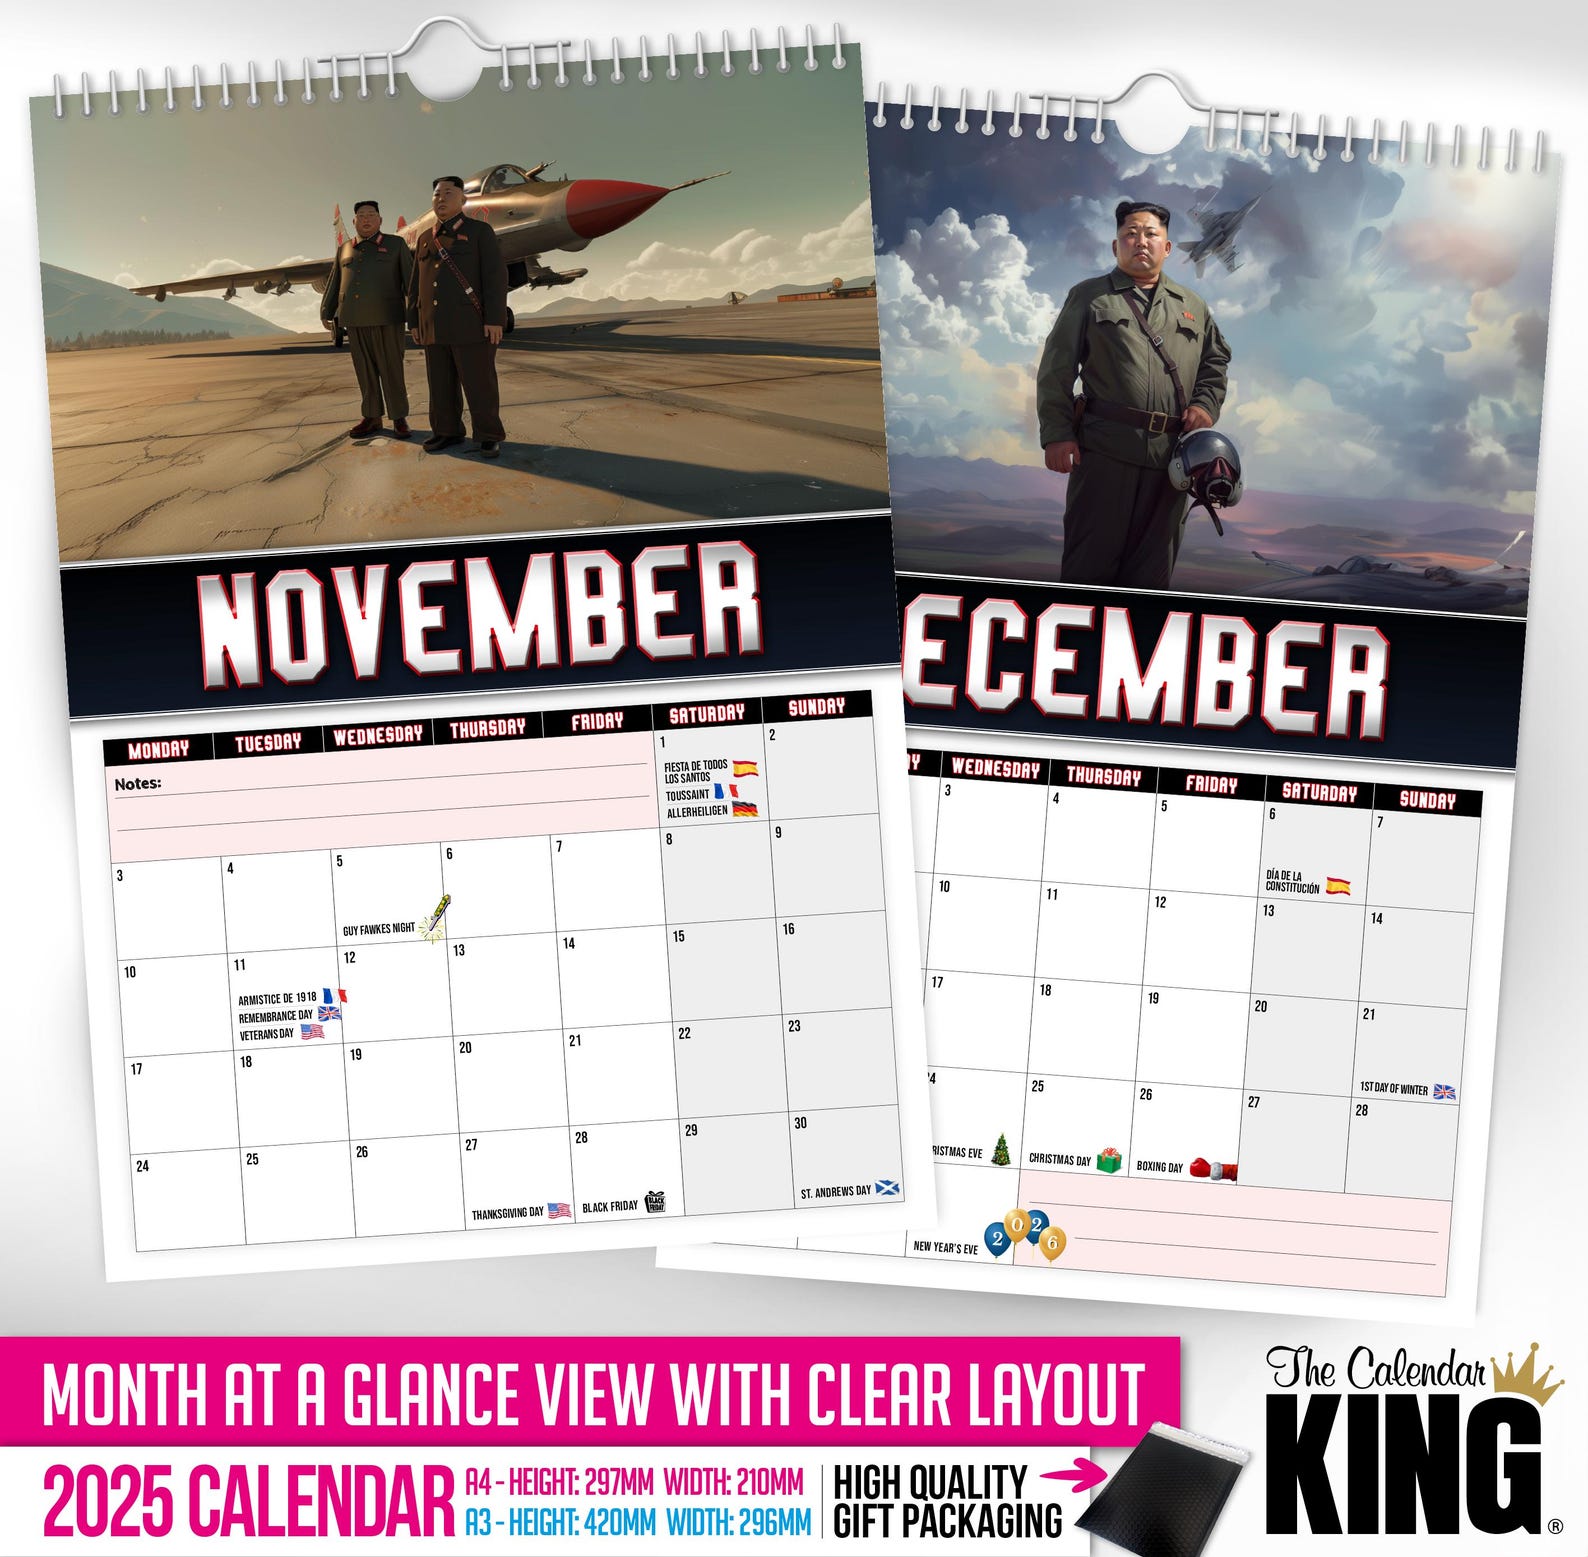 NOVEMBER
MONDAY TUESDAY WEDNESDAY THURSDAY FRIDAY SATURDAY SUNDAY
Notes:
1 2
FIESTA DE TODOS
LOS SANTOS
TOUSSAINT
ALLERHEILIGEN
3 4 5 6 7 8 9
GUY FAWKES NIGHT
10 11 12 13 14 15 16
ARMISTICE DE 1918
REMEMBRANCE DAY
VETERANS DAY
17 18 19 20 21 22 23
24 25 26 27 28 29 30
THANKSGIVING DAY BLACK FRIDAY BLACK FRIDAY ST. ANDREWS DAY
ECEMBER
Y WEDNESDAY THURSDAY FRIDAY SATURDAY SUNDAY
3 4 5 6 7
DÍA DE LA
CONSTITUCIÓN
10 11 12 13 14
17 18 19 20 21
1ST DAY OF WINTER
24 25 26 27 28
RISTMAS EVE CHRISTMAS DAY BOXING DAY
NEW YEAR'S EVE 2026
MONTH AT A GLANCE VIEW WITH CLEAR LAYOUT
2025 CALENDAR
A4 - HEIGHT: 297MM WIDTH: 210MM
A3 - HEIGHT: 420MM WIDTH: 296MM
HIGH QUALITY
GIFT PACKAGING
The Calendar
KING®